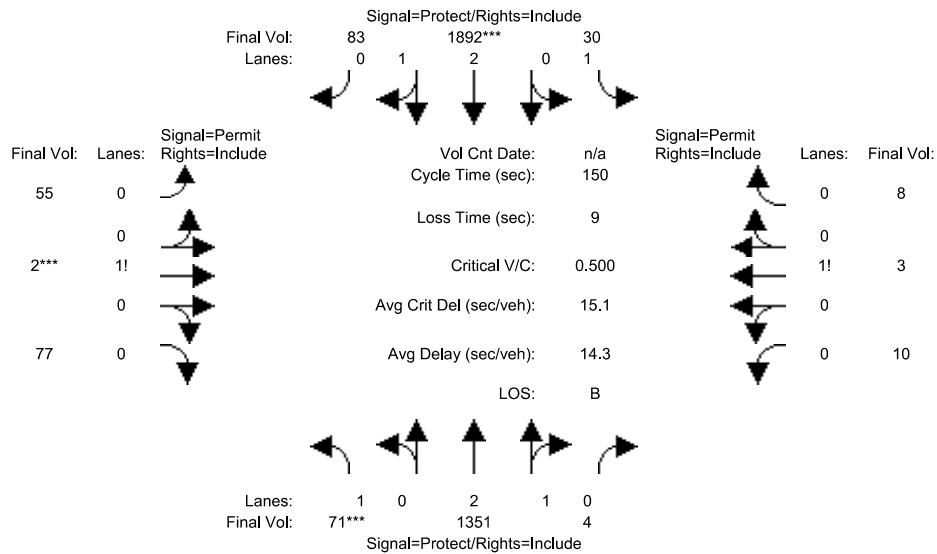 Signal=Protect/Rights=Include
Final Vol: 83 1892*** 30
Lanes: 0 1 2 0 1
Signal=Permit
Final Vol: Lanes: Rights=Include
Vol Cnt Date: n/a
Signal=Permit
Rights=Include Lanes: Final Vol:
Cycle Time (sec): 150
55 0
0 8
Loss Time (sec): 9
0
0
2*** 1!
Critical V/C: 0.500
1! 3
0
Avg Crit Del (sec/veh): 15.1
0
77 0
Avg Delay (sec/veh): 14.3
0 10
LOS: B
Lanes: 1 0 2 1 0
Final Vol: 71*** 1351 4
Signal=Protect/Rights=Include